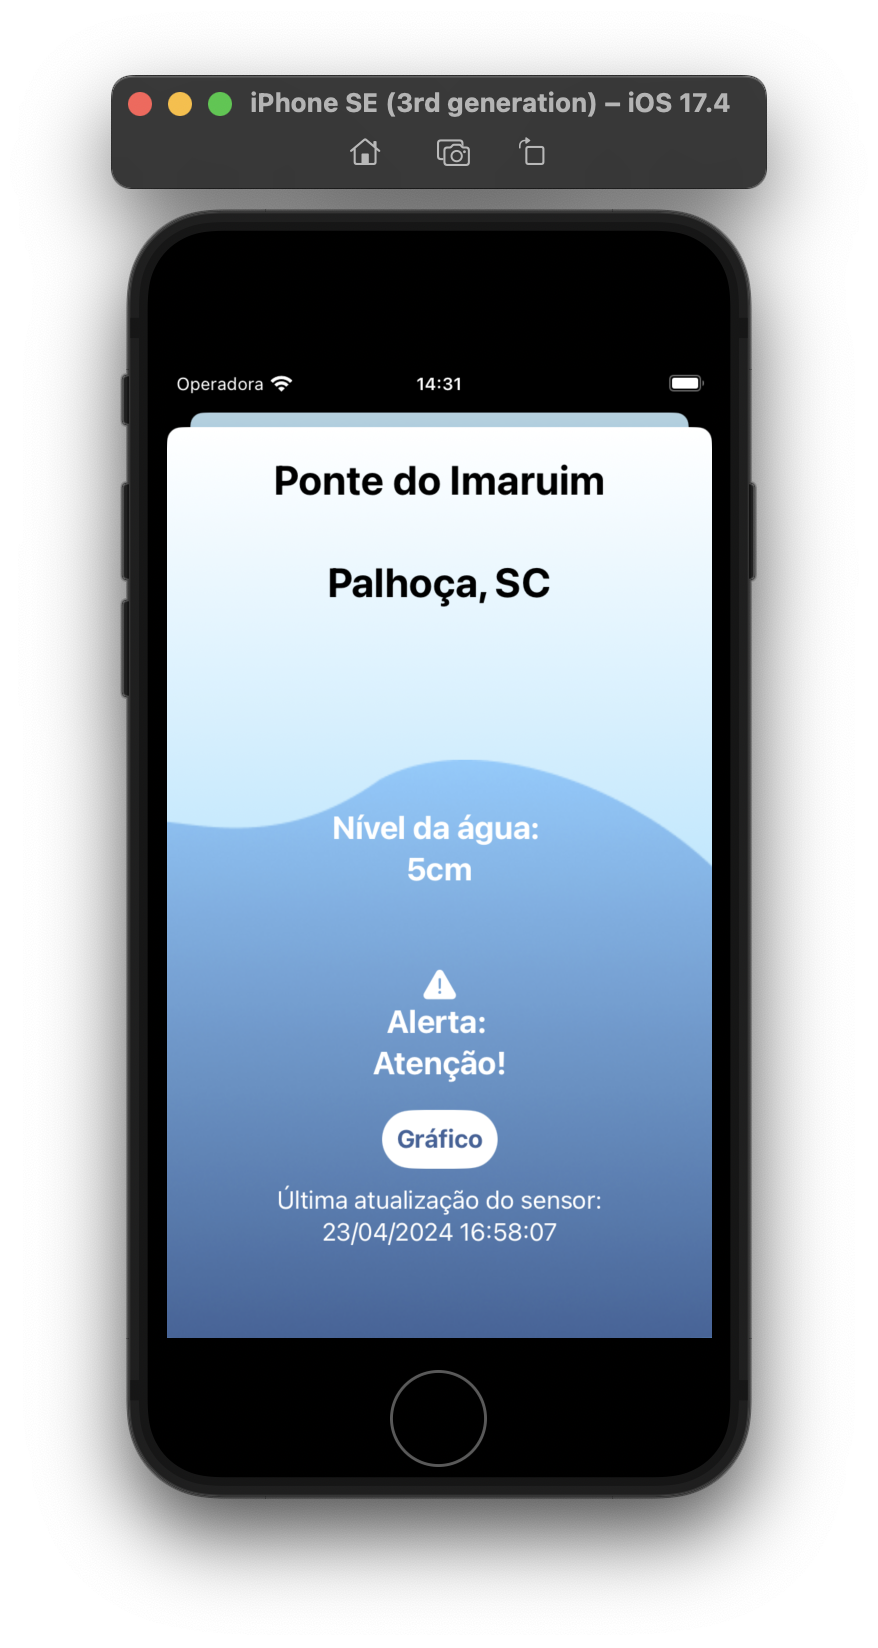 iPhone SE (3rd generation) – iOS 17.4
Operadora 14:31
Ponte do Imaruim
Palhoça, SC
Nível da água:
5cm
Alerta:
Atenção!
Gráfico
Última atualização do sensor:
23/04/2024 16:58:07